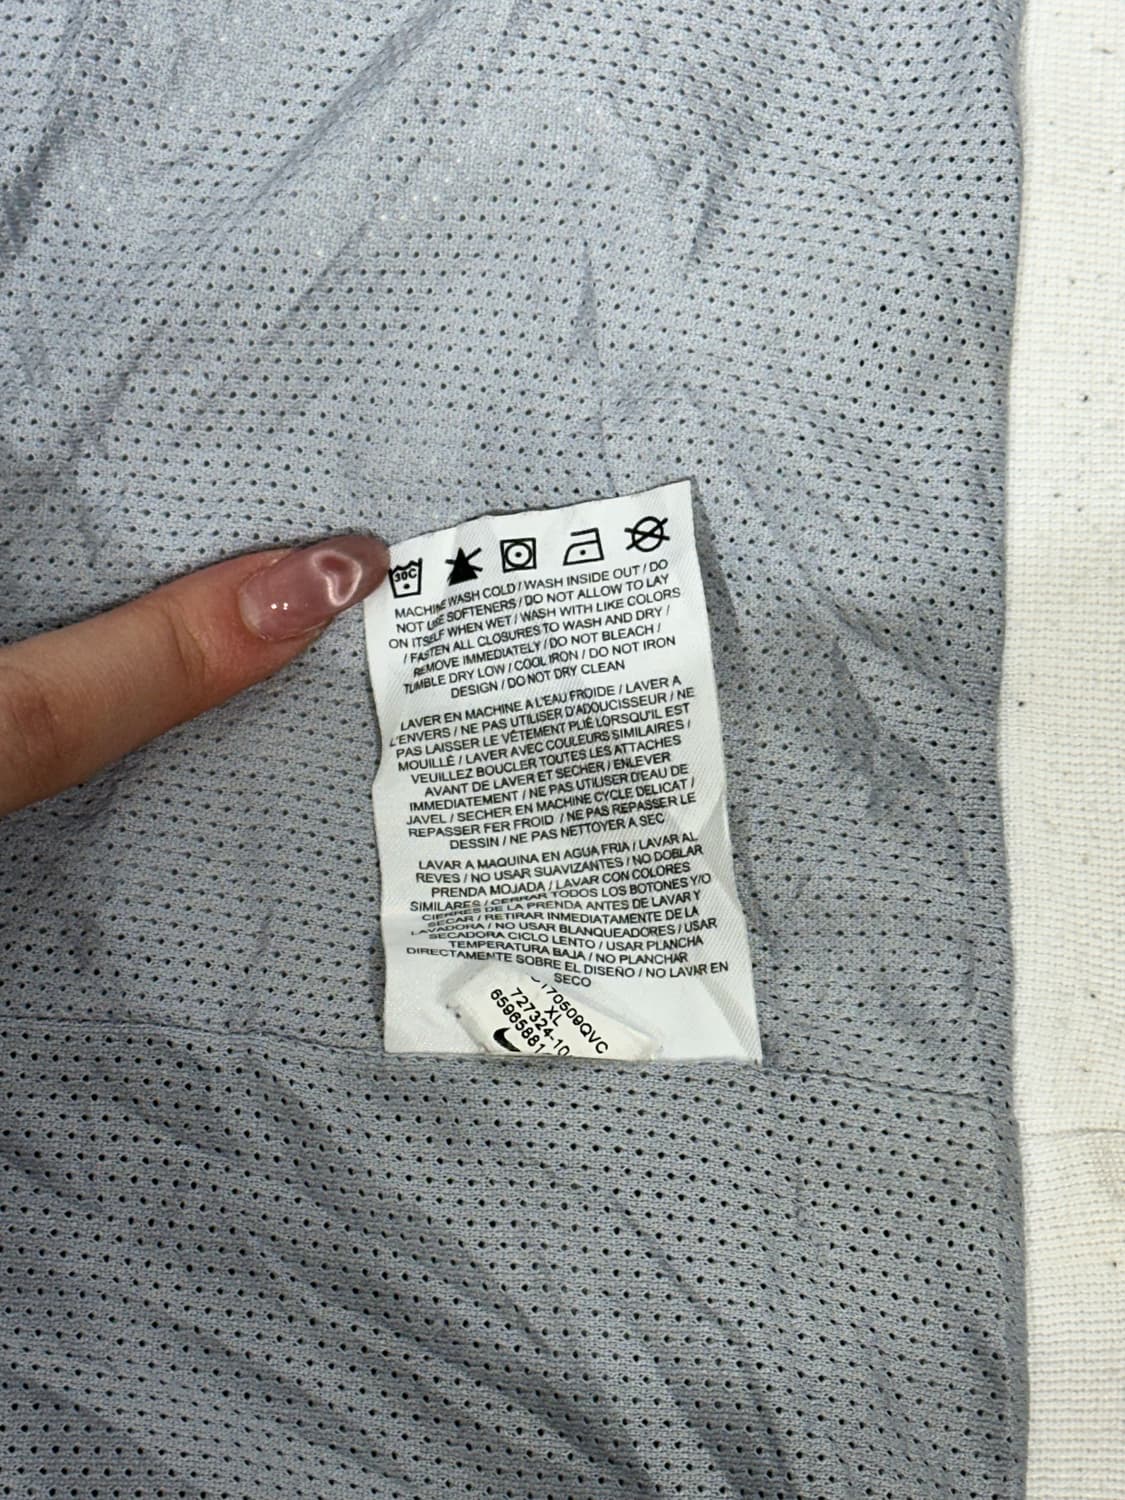 30C
MACHINE WASH COLD / WASH INSIDE OUT / DO
NOT USE SOFTENERS / DO NOT ALLOW TO LAY
ON ITSELF WHEN WET / WASH WITH LIKE COLORS
/ FASTEN ALL CLOSURES TO WASH AND DRY /
REMOVE IMMEDIATELY / DO NOT BLEACH /
TUMBLE DRY LOW / COOL IRON / DO NOT IRON
DESIGN / DO NOT DRY CLEAN
LAVER EN MACHINE A L'EAU FROIDE / LAVER A
L'ENVERS / NE PAS UTILISER D'ADOUCISSEUR / NE
PAS LAISSER LE VÊTEMENT PLIÉ LORSQU'IL EST
MOUILLÉ / LAVER AVEC COULEURS SIMILAIRES /
VEUILLEZ BOUCLER TOUTES LES ATTACHES
AVANT DE LAVER ET SECHER / ENLEVER
IMMEDIATEMENT / NE PAS UTILISER D'EAU DE
JAVEL / SECHER EN MACHINE CYCLE DELICAT /
REPASSER FER FROID / NE PAS REPASSER LE
DESSIN / NE PAS NETTOYER A SEC
LAVAR A MAQUINA EN AGUA FRIA / LAVAR AL
REVES / NO USAR SUAVIZANTES / NO DOBLAR
PRENDA MOJADA / LAVAR CON COLORES
SIMILARES / CERRAR TODOS LOS BOTONES Y/O
CIERRES DE LA PRENDA ANTES DE LAVAR Y
SECAR / RETIRAR INMEDIATAMENTE DE LA
LAVADORA / NO USAR BLANQUEADORES / USAR
SECADORA CICLO LENTO / USAR PLANCHA
TEMPERATURA BAJA / NO PLANCHAR
DIRECTAMENTE SOBRE EL DISEÑO / NO LAVAR EN
SECO
170509QVC
XL
727324-10
65965881